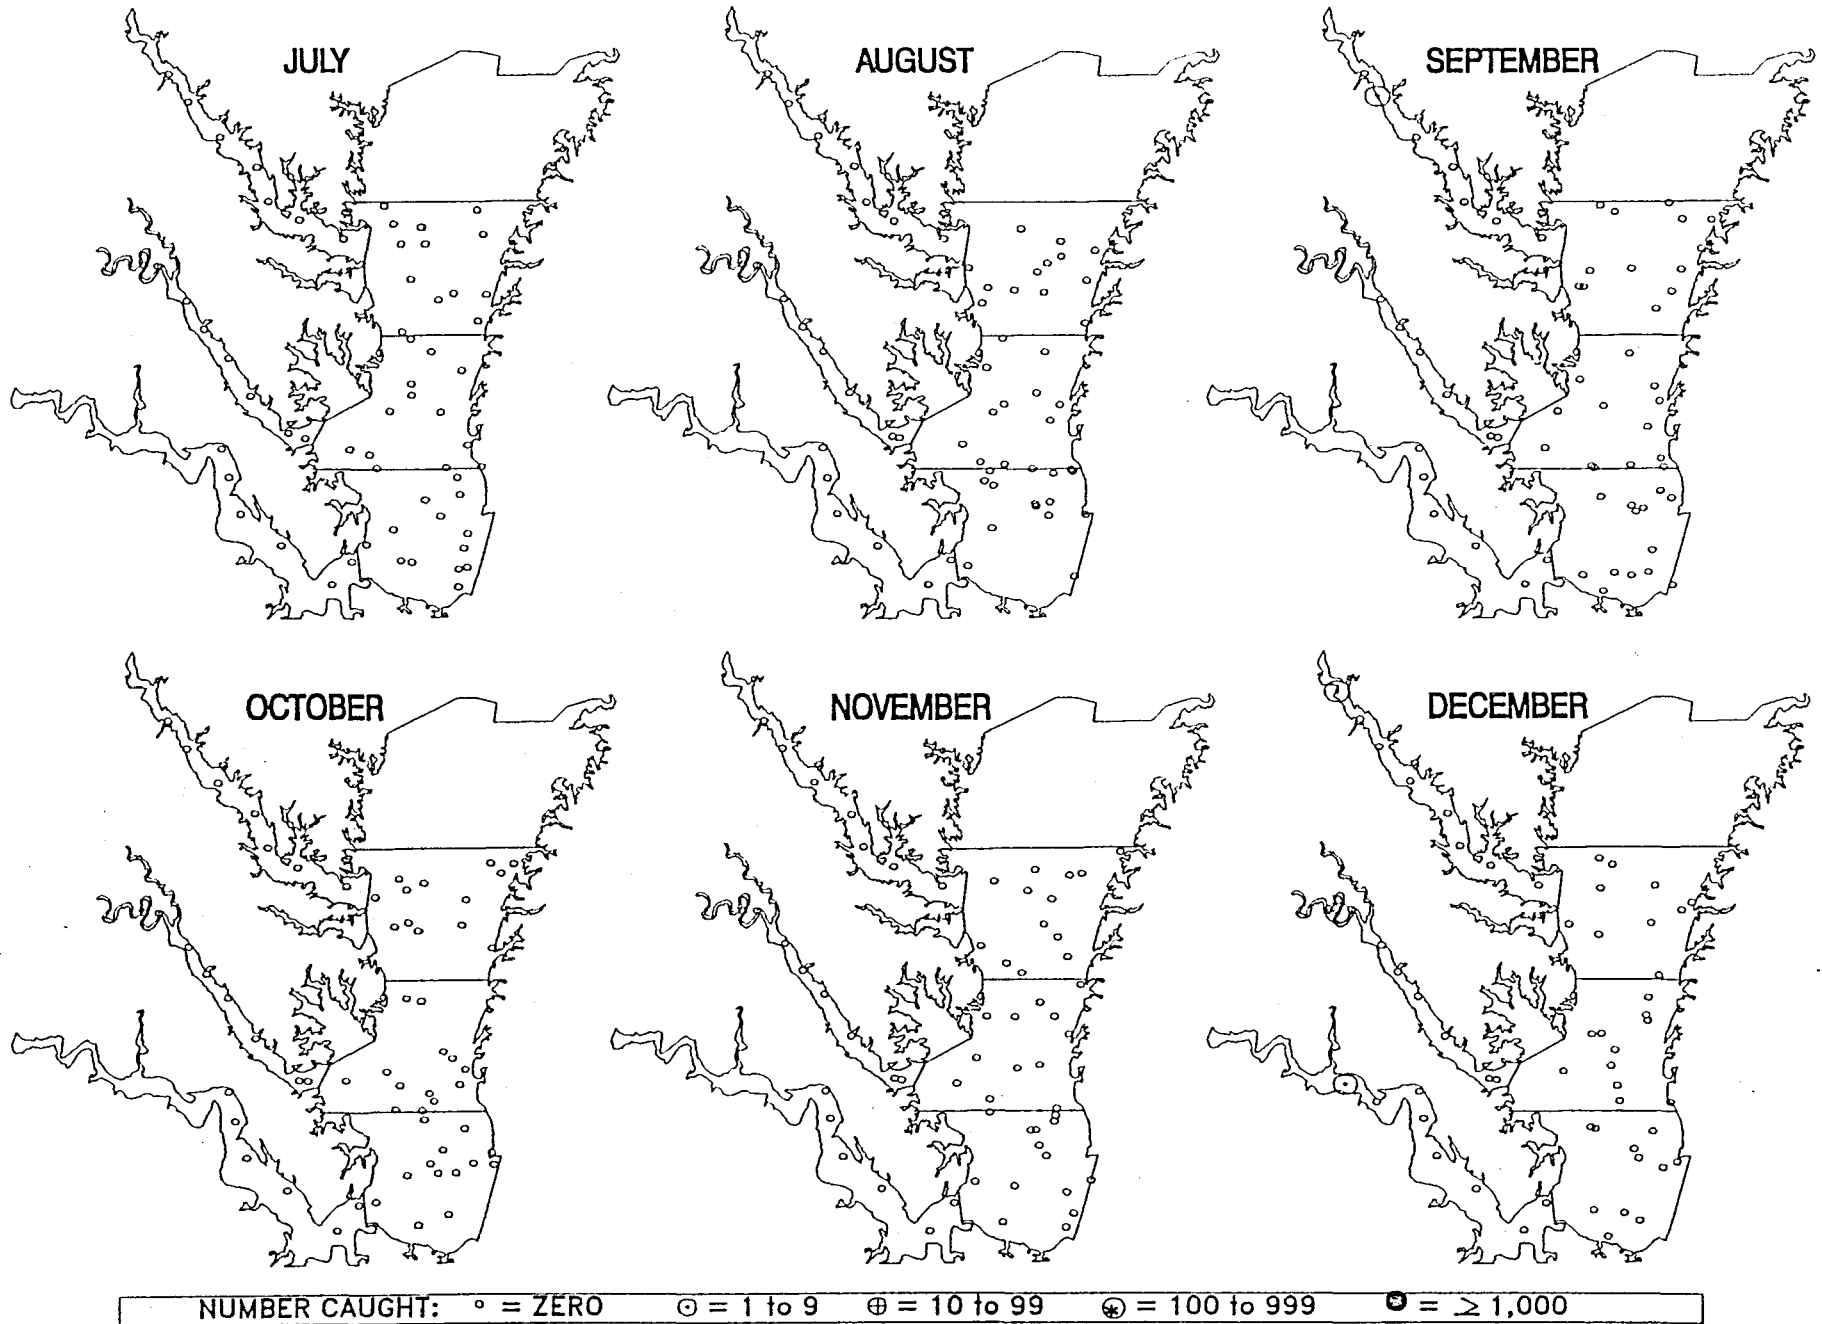 JULY
AUGUST
SEPTEMBER
OCTOBER
NOVEMBER
DECEMBER
NUMBER CAUGHT: ∘ = ZERO ⊙ = 1 to 9 ⊕ = 10 to 99 ⊛ = 100 to 999 = ≥ 1,000